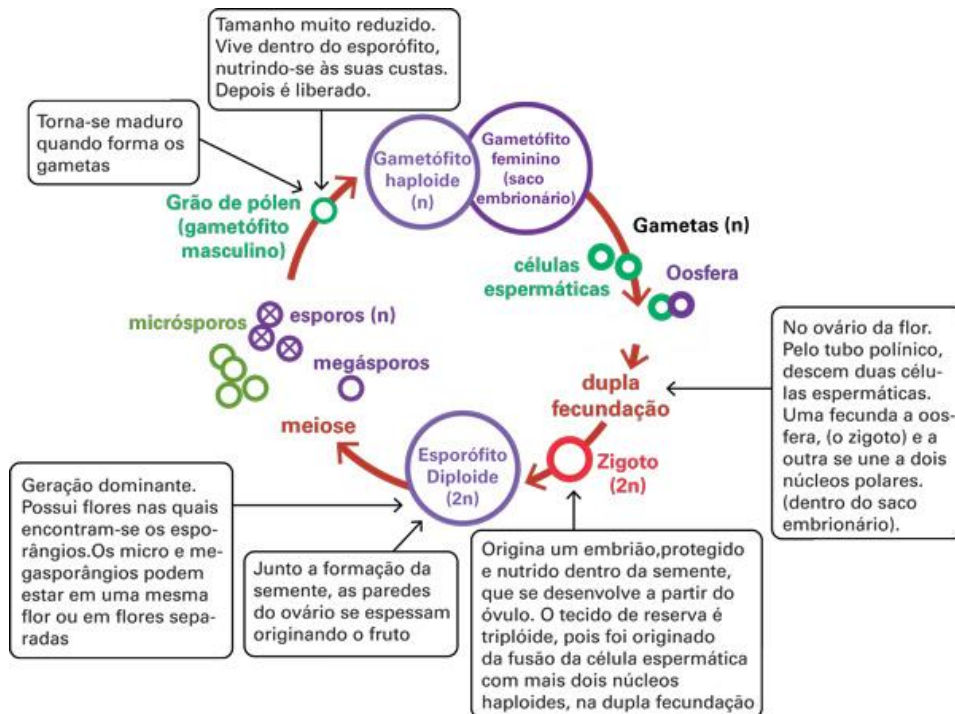 Tamanho muito reduzido.
Vive dentro do esporófito,
nutrindo-se às suas custas.
Depois é liberado.
Torna-se maduro
quando forma os
gametas
Gametófito
haploide
(n)
Gametófito
feminino
(saco
embrionário)
Grão de pólen
(gametófito
masculino)
Gametas (n)
células
espermáticas
Oosfera
micrósporos
esporos (n)
megásporos
No ovário da flor.
Pelo tubo polínico,
descem duas célu-
las espermáticas.
Uma fecunda a oos-
fera, (o zigoto) e a
outra se une a dois
núcleos polares.
(dentro do saco
embrionário).
dupla
fecundação
meiose
Esporófito
Diploide
(2n)
Zigoto
(2n)
Geração dominante.
Possui flores nas quais
encontram-se os espo-
rângios.Os micro e me-
gasporângios podem
estar em uma mesma
flor ou em flores sepa-
radas
Junto a formação da
semente, as paredes
do ovário se espessam
originando o fruto
Origina um embrião,protegido
e nutrido dentro da semente,
que se desenvolve a partir do
óvulo. O tecido de reserva é
triplóide, pois foi originado
da fusão da célula espermática
com mais dois núcleos
haploides, na dupla fecundação